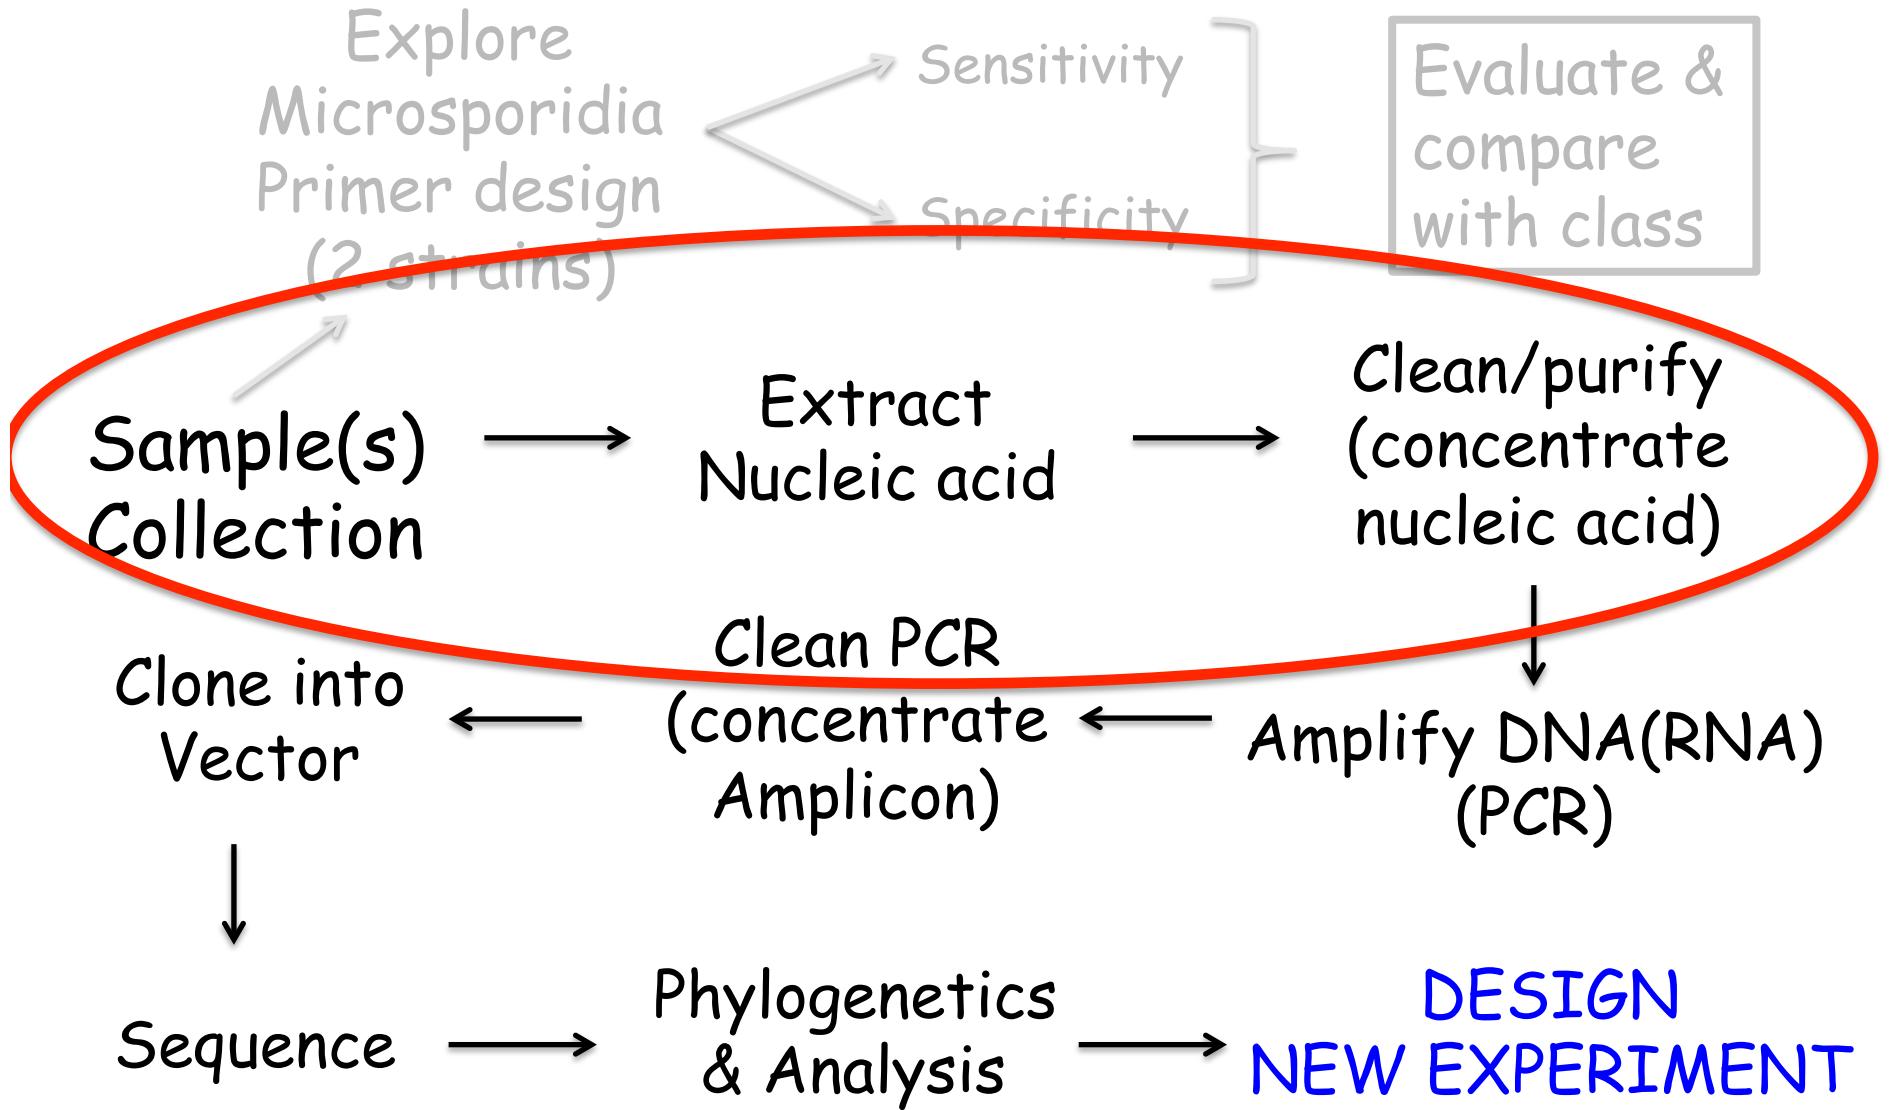 Explore
Microsporidia
Primer design
(2 strains)
Sensitivity
Specificity
Evaluate &
compare
with class
Sample(s)
Collection
Extract
Nucleic acid
Clean/purify
(concentrate
nucleic acid)
Clone into
Vector
Clean PCR
(concentrate
Amplicon)
Amplify DNA(RNA)
(PCR)
Sequence
Phylogenetics
& Analysis
DESIGN
NEW EXPERIMENT